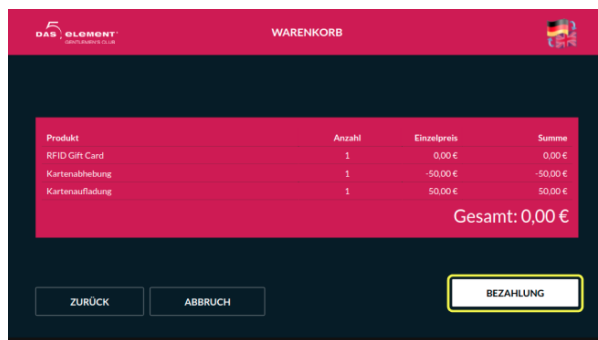 5
DAS element
GENTLEMEN'S CLUB
WARENKORB
Produkt Anzahl Einzelpreis Summe
RFID Gift Card 1 0,00 € 0,00 €
Kartenabhebung 1 -50,00 € -50,00 €
Kartenaufladung 1 50,00 € 50,00 €
Gesamt: 0,00 €
ZURÜCK ABBRUCH BEZAHLUNG